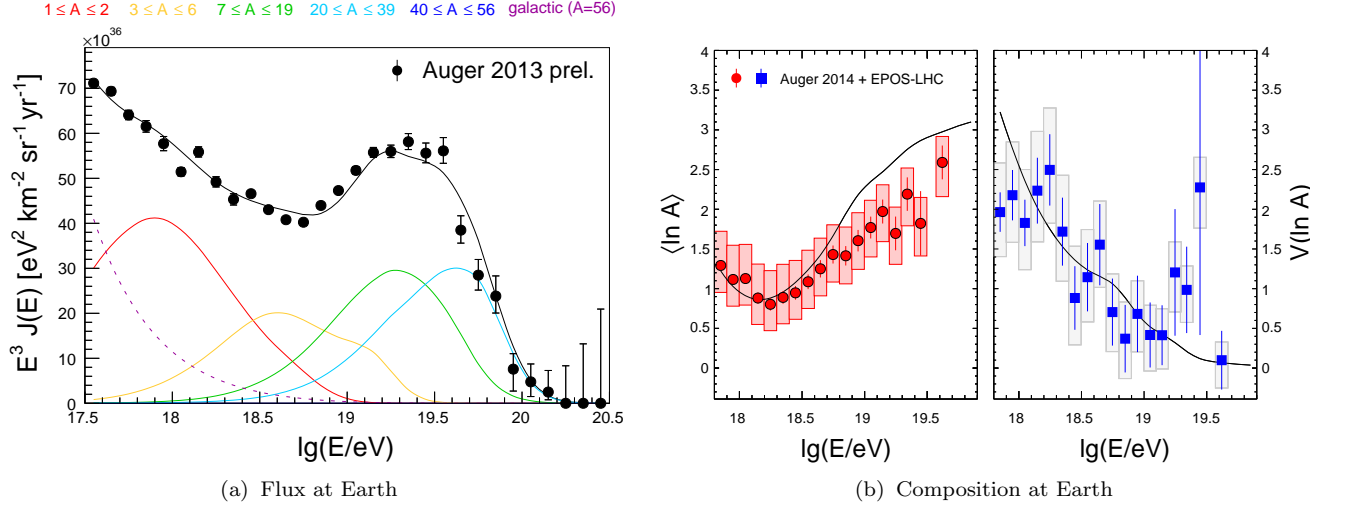 1 ≤ A ≤ 2 3 ≤ A ≤ 6 7 ≤ A ≤ 19 20 ≤ A ≤ 39 40 ≤ A ≤ 56 galactic (A=56)
×10³⁶
E³ J(E) [eV² km⁻² sr⁻¹ yr⁻¹]
70
60
50
40
30
20
10
0
Auger 2013 prel.
17.5 18 18.5 19 19.5 20 20.5
lg(E/eV)
(a) Flux at Earth
⟨ln A⟩
4
3.5
3
2.5
2
1.5
1
0.5
0
Auger 2014 + EPOS-LHC
18 18.5 19 19.5
lg(E/eV)
18 18.5 19 19.5
lg(E/eV)
4
3.5
3
2.5
2
1.5
1
0.5
0
V(ln A)
(b) Composition at Earth